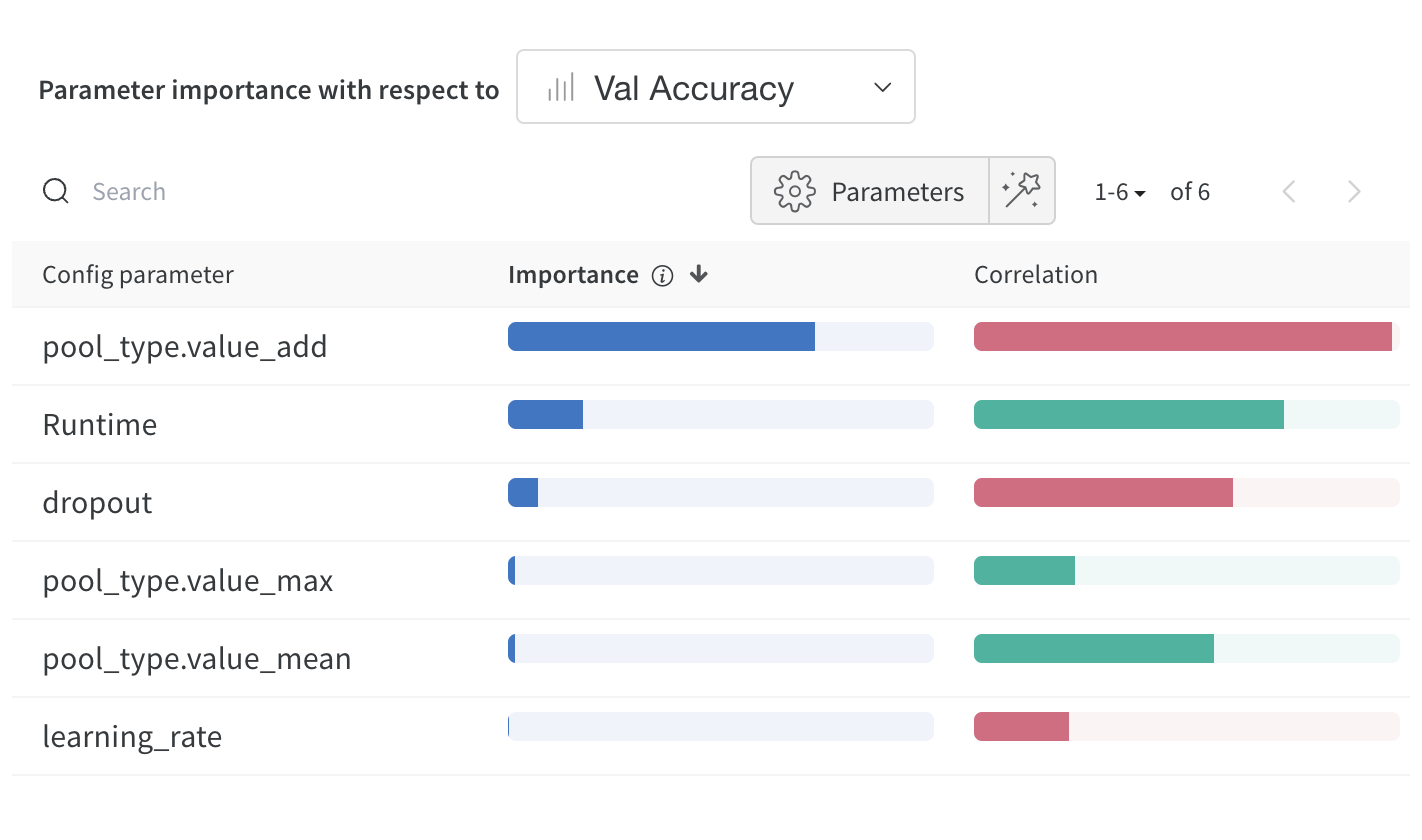 Parameter importance with respect to Val Accuracy
Search Parameters 1-6 of 6
Config parameter Importance Correlation
pool_type.value_add
Runtime
dropout
pool_type.value_max
pool_type.value_mean
learning_rate